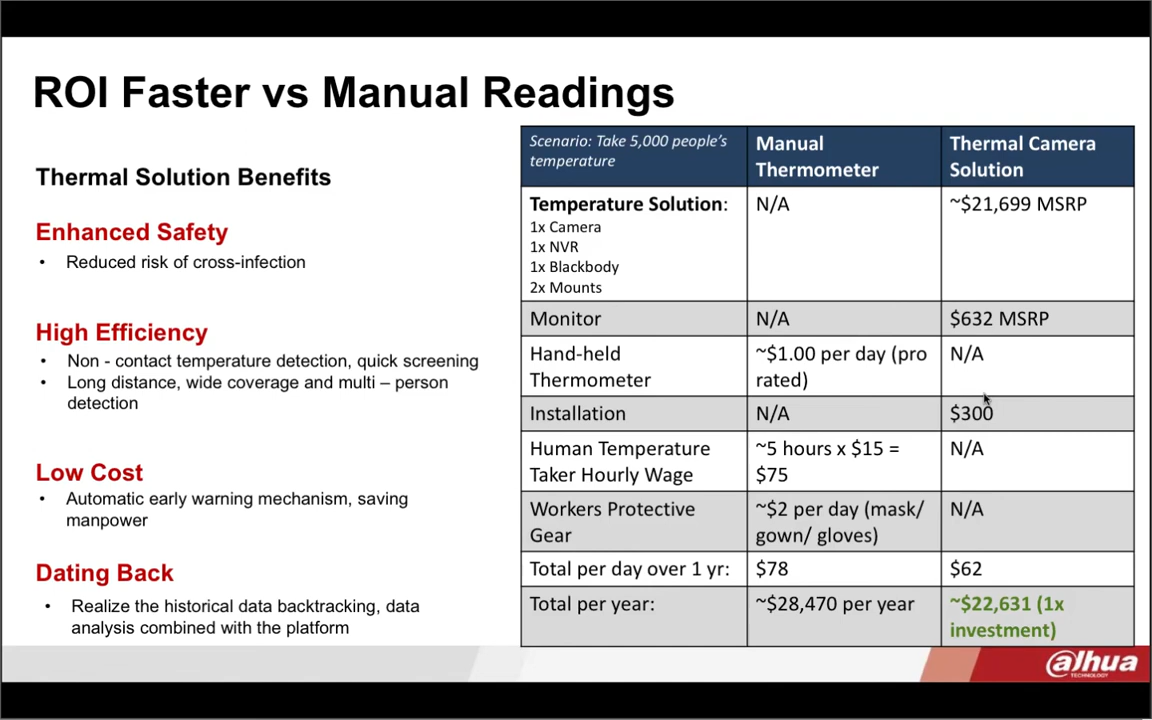 ROI Faster vs Manual Readings
Thermal Solution Benefits
Enhanced Safety
• Reduced risk of cross-infection
High Efficiency
• Non - contact temperature detection, quick screening
• Long distance, wide coverage and multi – person
detection
Low Cost
• Automatic early warning mechanism, saving
manpower
Dating Back
• Realize the historical data backtracking, data
analysis combined with the platform
Scenario: Take 5,000 people's
temperature
Manual
Thermometer
Thermal Camera
Solution
Temperature Solution:
1x Camera
1x NVR
1x Blackbody
2x Mounts
N/A
~$21,699 MSRP
Monitor
N/A
$632 MSRP
Hand-held
Thermometer
~$1.00 per day (pro
rated)
N/A
Installation
N/A
$300
Human Temperature
Taker Hourly Wage
~5 hours x $15 =
$75
N/A
Workers Protective
Gear
~$2 per day (mask/
gown/ gloves)
N/A
Total per day over 1 yr:
$78
$62
Total per year:
~$28,470 per year
~$22,631 (1x
investment)
alhua
TECHNOLOGY